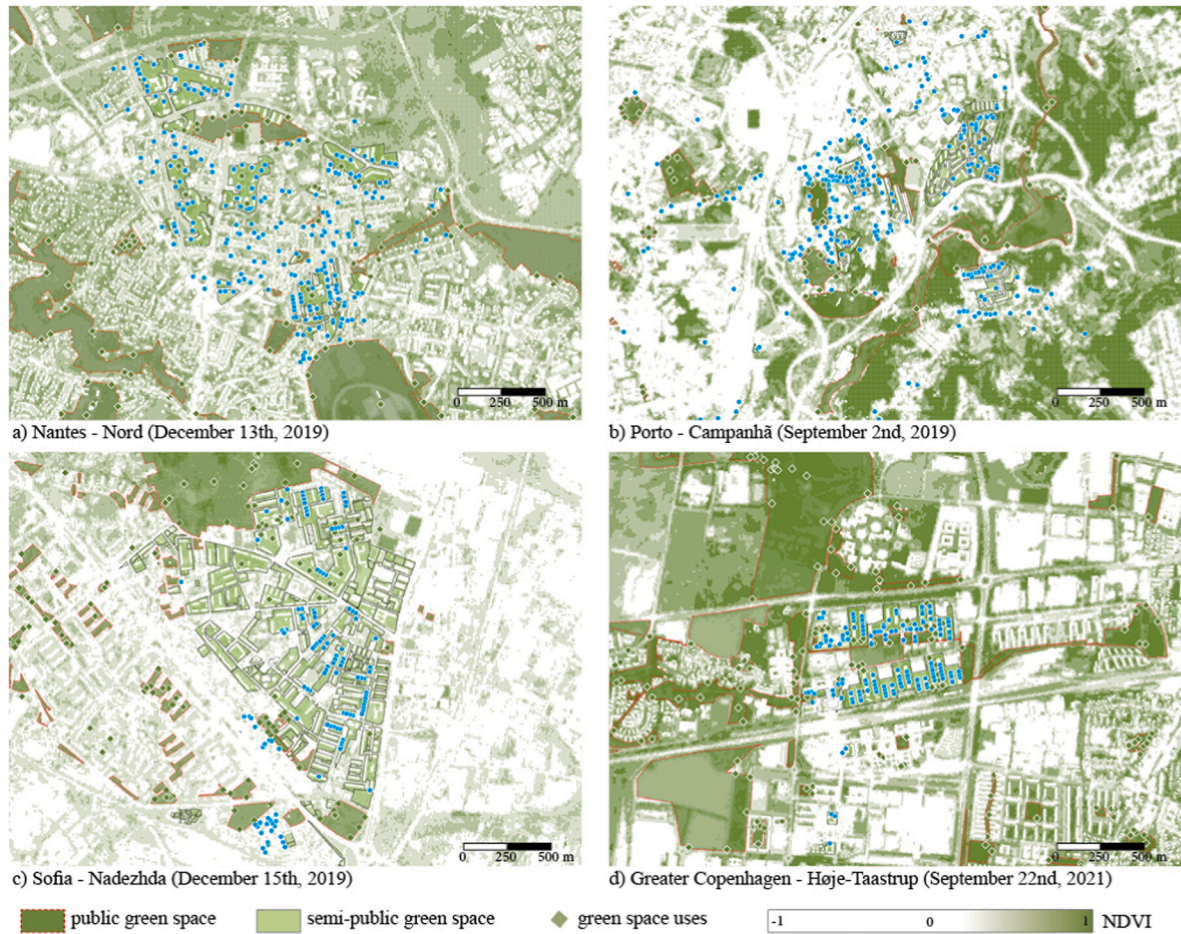 0 250 500 m
0 250 500 m
a) Nantes - Nord (December 13th, 2019)
b) Porto - Campanhã (September 2nd, 2019)
0 250 500 m
0 250 500 m
c) Sofia - Nadezhda (December 15th, 2019)
d) Greater Copenhagen - Høje-Taastrup (September 22nd, 2021)
public green space
semi-public green space
green space uses
-1 0 1 NDVI